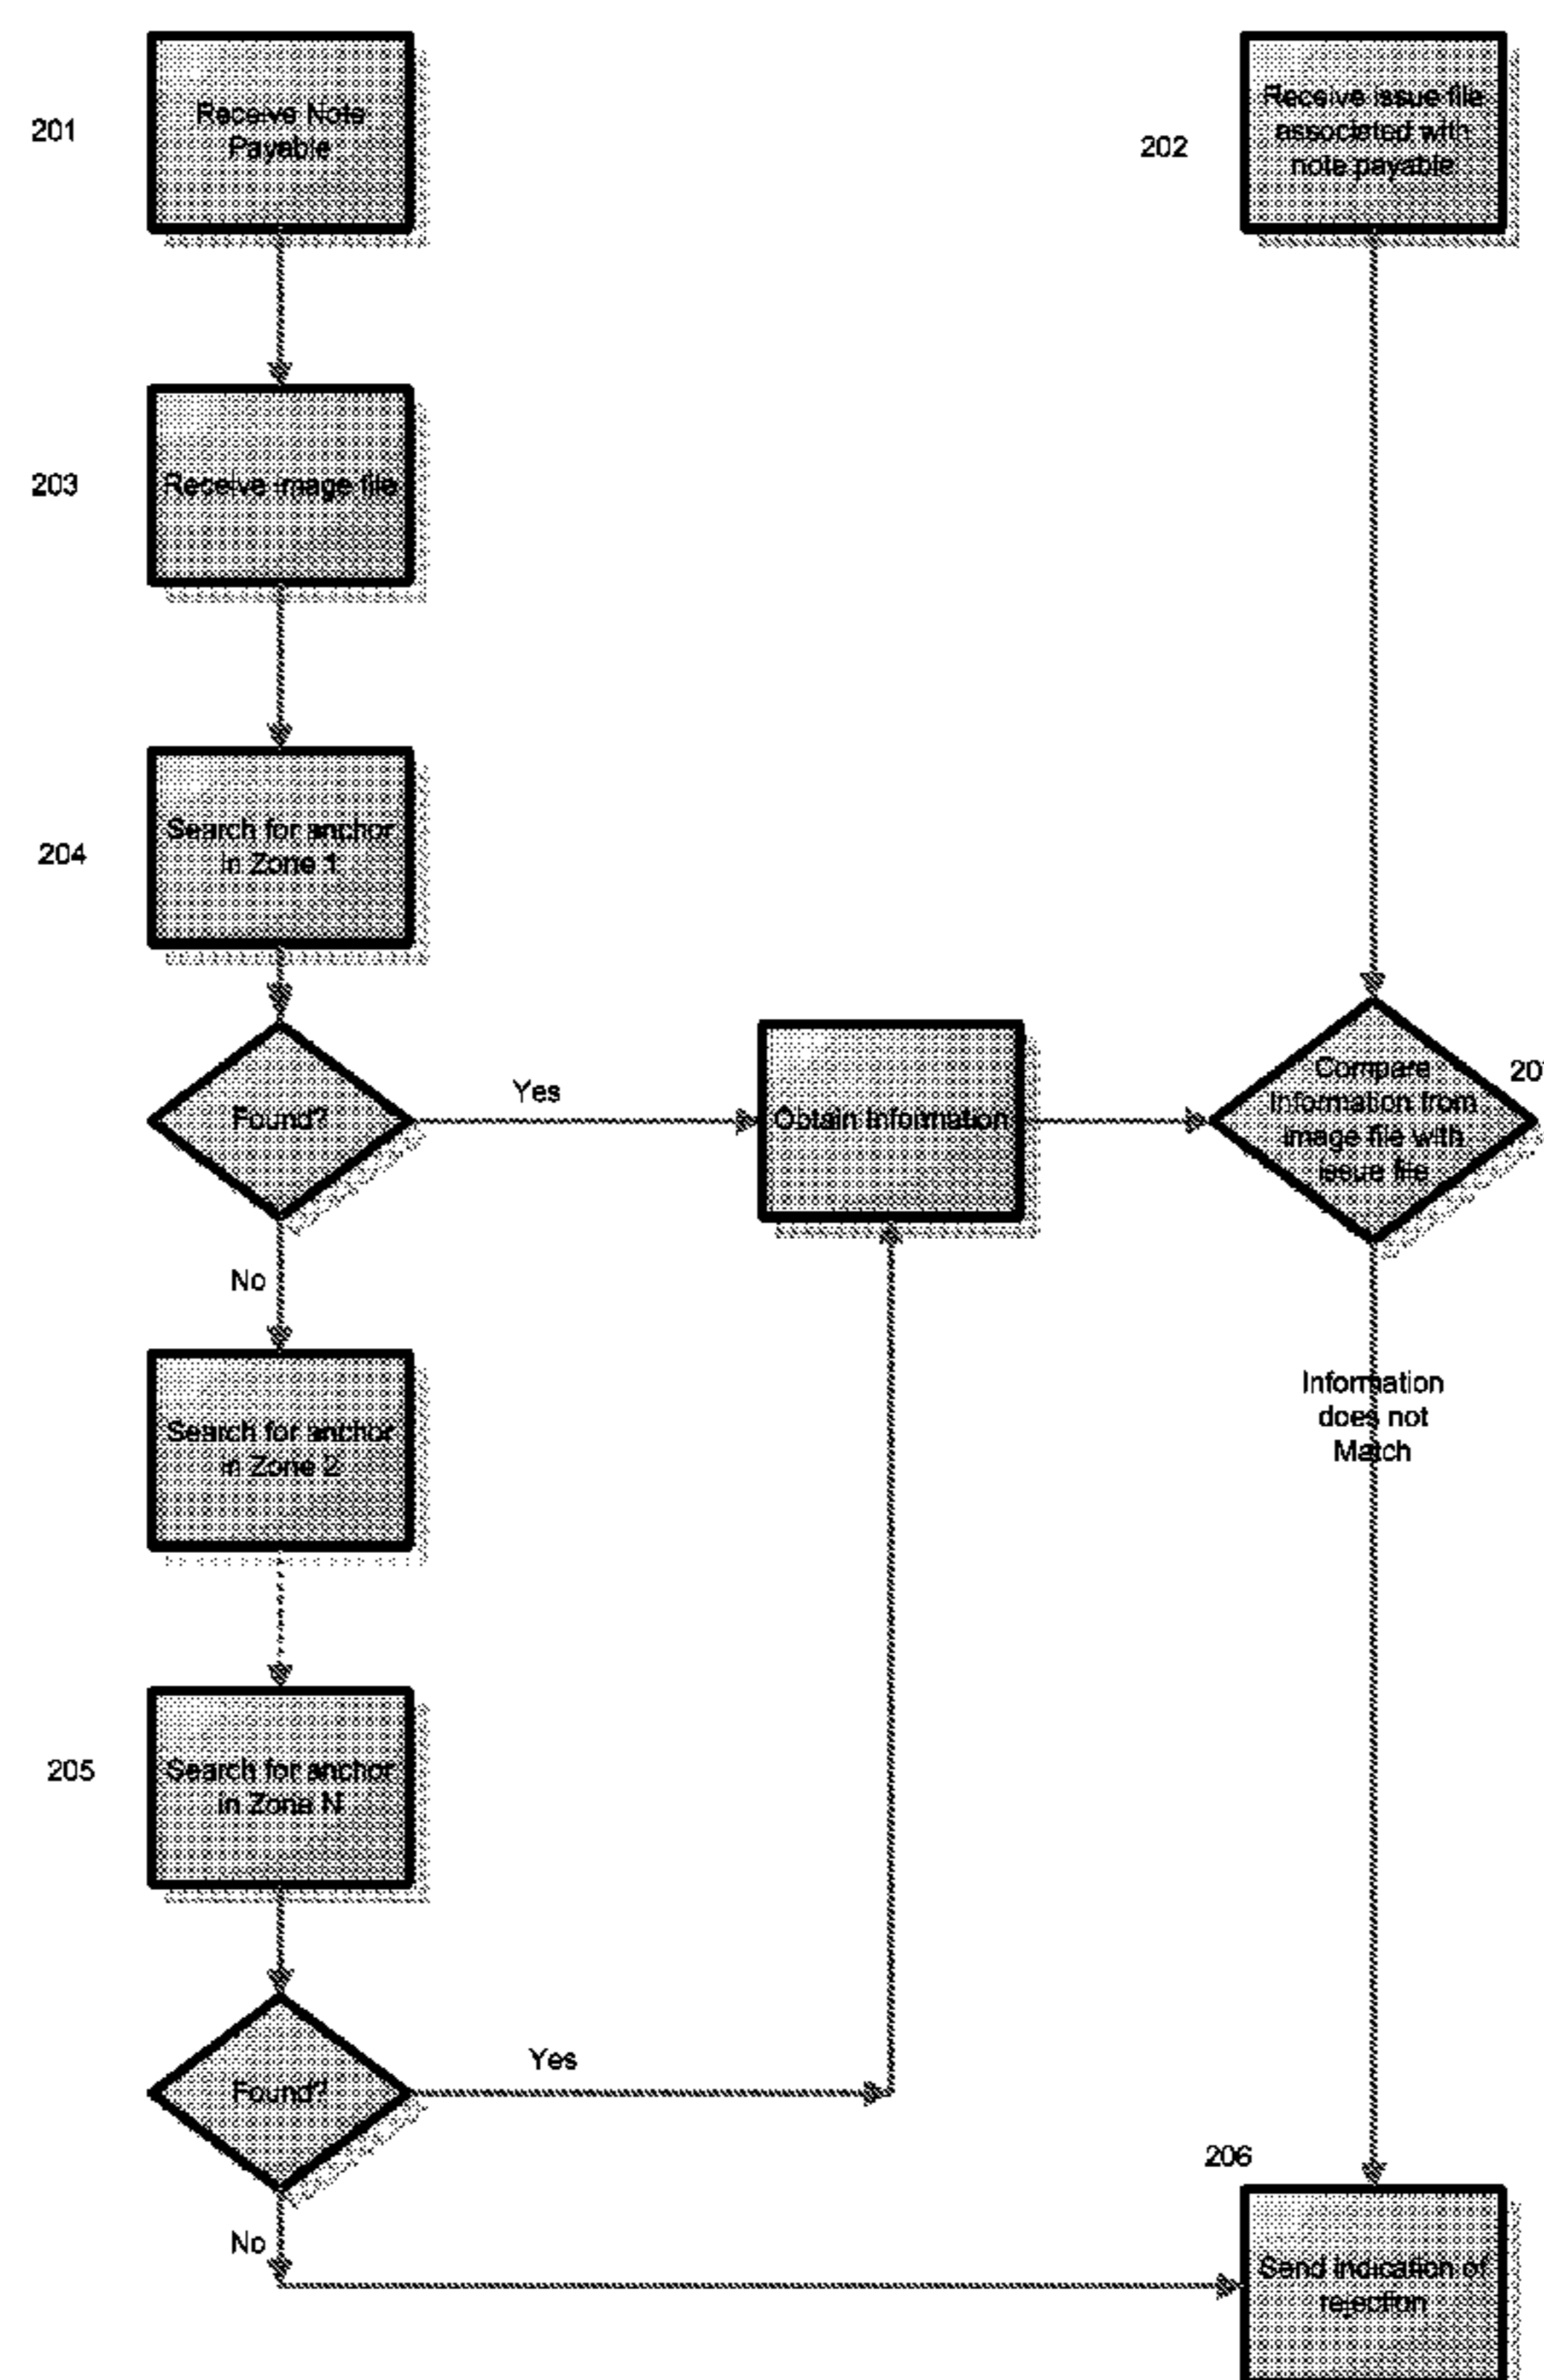 201
Receive Note
Payable
202
Receive issue file
associated with
note payable
203
Receive image file
204
Search for anchor
in Zone 1
Found?
Yes
Obtain Information
Compare
Information from
image file with
issue file
No
Search for anchor
in Zone 2
Information
does not
Match
205
Search for anchor
in Zone N
Found?
Yes
206
No
Send indication of
rejection